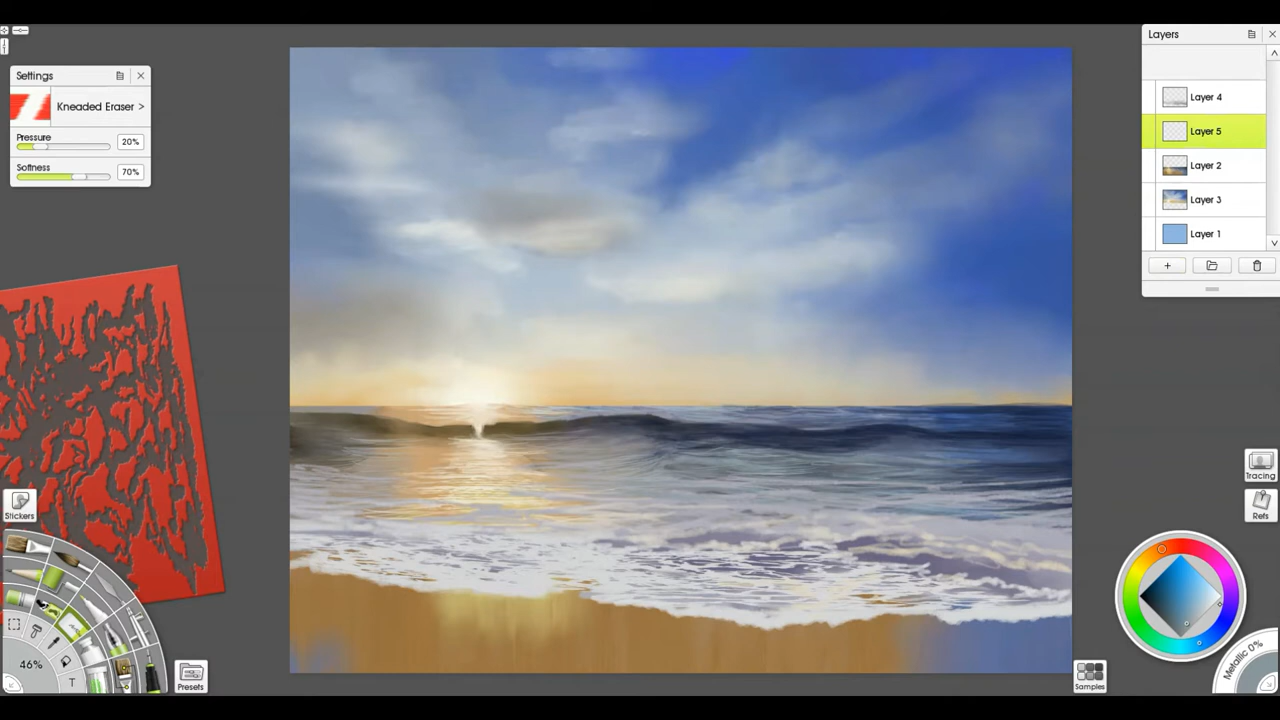 Settings
Kneaded Eraser >
Pressure
20%
Softness
70%
Stickers
46%
T
Presets
Layers
Layer 4
Layer 5
Layer 2
Layer 3
Layer 1
+
Tracing
Refs
Samples
Metallic 0%